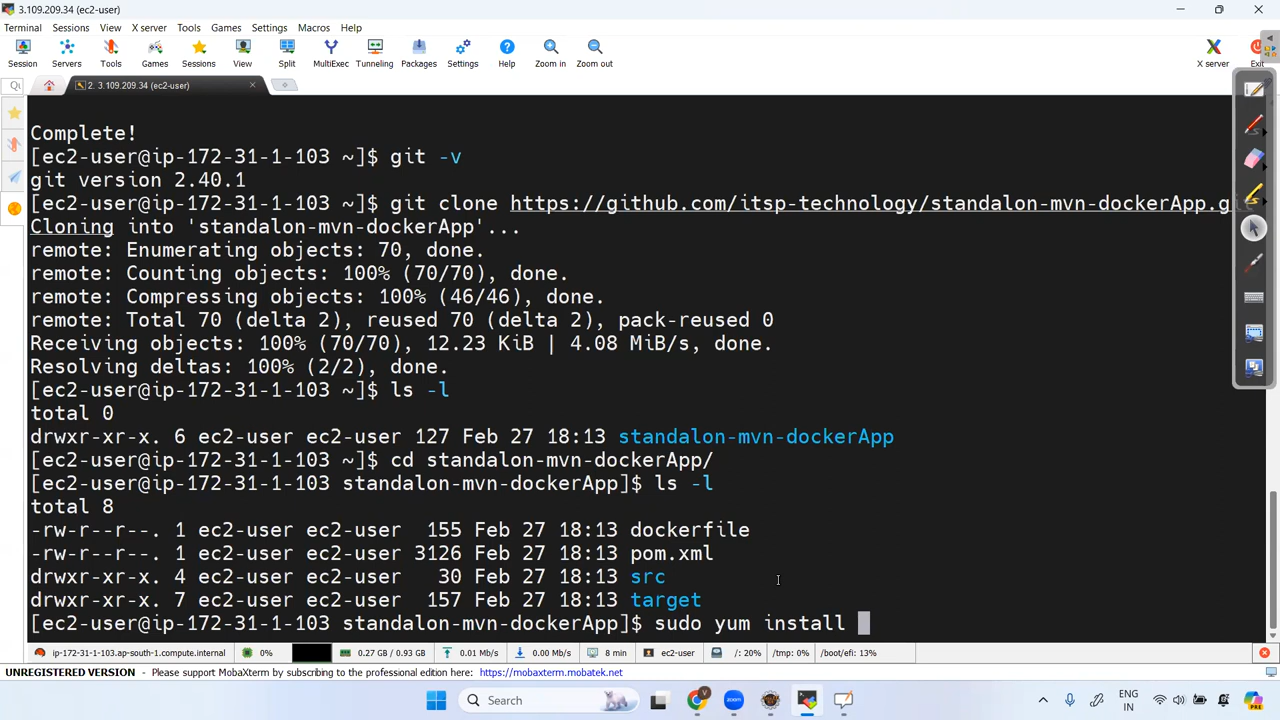 3.109.209.34 (ec2-user)
Terminal Sessions View X server Tools Games Settings Macros Help
Session Servers Tools Games Sessions View Split MultiExec Tunneling Packages Settings Help Zoom in Zoom out X server Exit
2. 3.109.209.34 (ec2-user)
Complete!
[ec2-user@ip-172-31-1-103 ~]$ git -v
git version 2.40.1
[ec2-user@ip-172-31-1-103 ~]$ git clone https://github.com/itsp-technology/standalon-mvn-dockerApp.git
Cloning into 'standalon-mvn-dockerApp'...
remote: Enumerating objects: 70, done.
remote: Counting objects: 100% (70/70), done.
remote: Compressing objects: 100% (46/46), done.
remote: Total 70 (delta 2), reused 70 (delta 2), pack-reused 0
Receiving objects: 100% (70/70), 12.23 KiB | 4.08 MiB/s, done.
Resolving deltas: 100% (2/2), done.
[ec2-user@ip-172-31-1-103 ~]$ ls -l
total 0
drwxr-xr-x. 6 ec2-user ec2-user 127 Feb 27 18:13 standalon-mvn-dockerApp
[ec2-user@ip-172-31-1-103 ~]$ cd standalon-mvn-dockerApp/
[ec2-user@ip-172-31-1-103 standalon-mvn-dockerApp]$ ls -l
total 8
-rw-r--r--. 1 ec2-user ec2-user 155 Feb 27 18:13 dockerfile
-rw-r--r--. 1 ec2-user ec2-user 3126 Feb 27 18:13 pom.xml
drwxr-xr-x. 4 ec2-user ec2-user 30 Feb 27 18:13 src
drwxr-xr-x. 7 ec2-user ec2-user 157 Feb 27 18:13 target
[ec2-user@ip-172-31-1-103 standalon-mvn-dockerApp]$ sudo yum install
ip-172-31-1-103.ap-south-1.compute.internal 0% 0.27 GB / 0.93 GB 0.01 Mb/s 0.00 Mb/s 8 min ec2-user /: 20% /tmp: 0% /boot/efi: 13%
UNREGISTERED VERSION - Please support MobaXterm by subscribing to the professional edition here: https://mobaxterm.mobatek.net
Search
ENG
IN